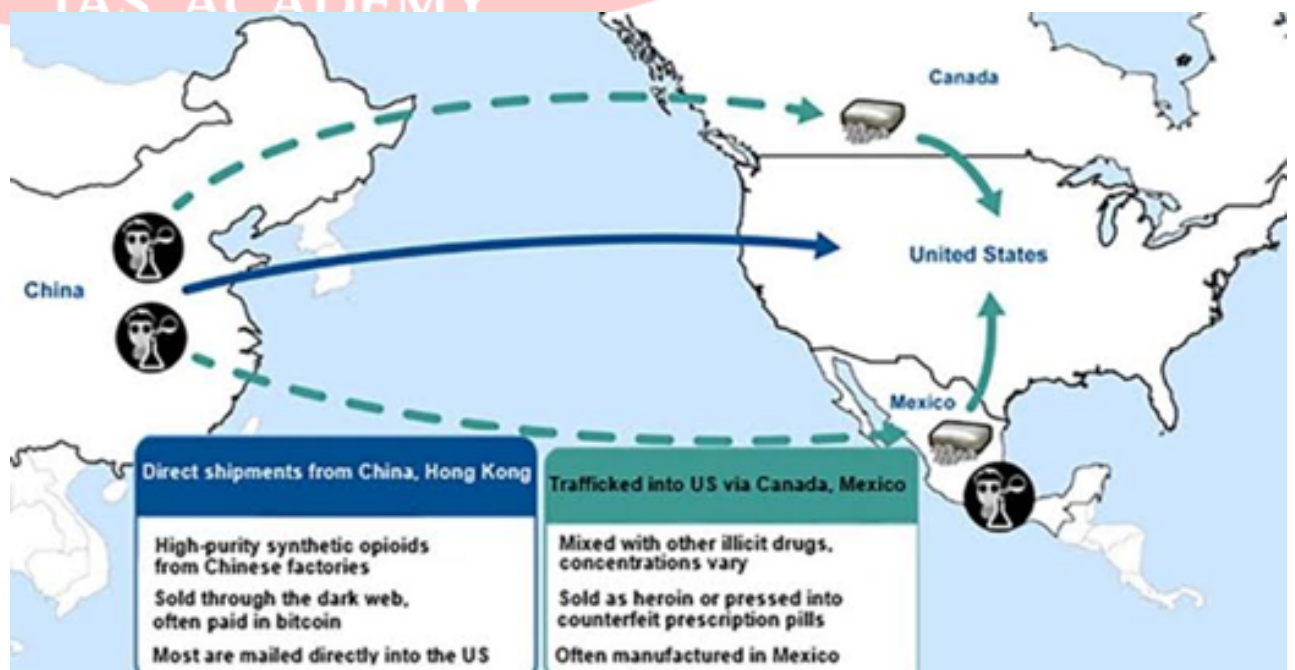 IAS ACADEMY
Canada
United States
China
Mexico
Direct shipments from China, Hong Kong
High-purity synthetic opioids
from Chinese factories
Sold through the dark web,
often paid in bitcoin
Most are mailed directly into the US
Trafficked into US via Canada, Mexico
Mixed with other illicit drugs,
concentrations vary
Sold as heroin or pressed into
counterfeit prescription pills
Often manufactured in Mexico